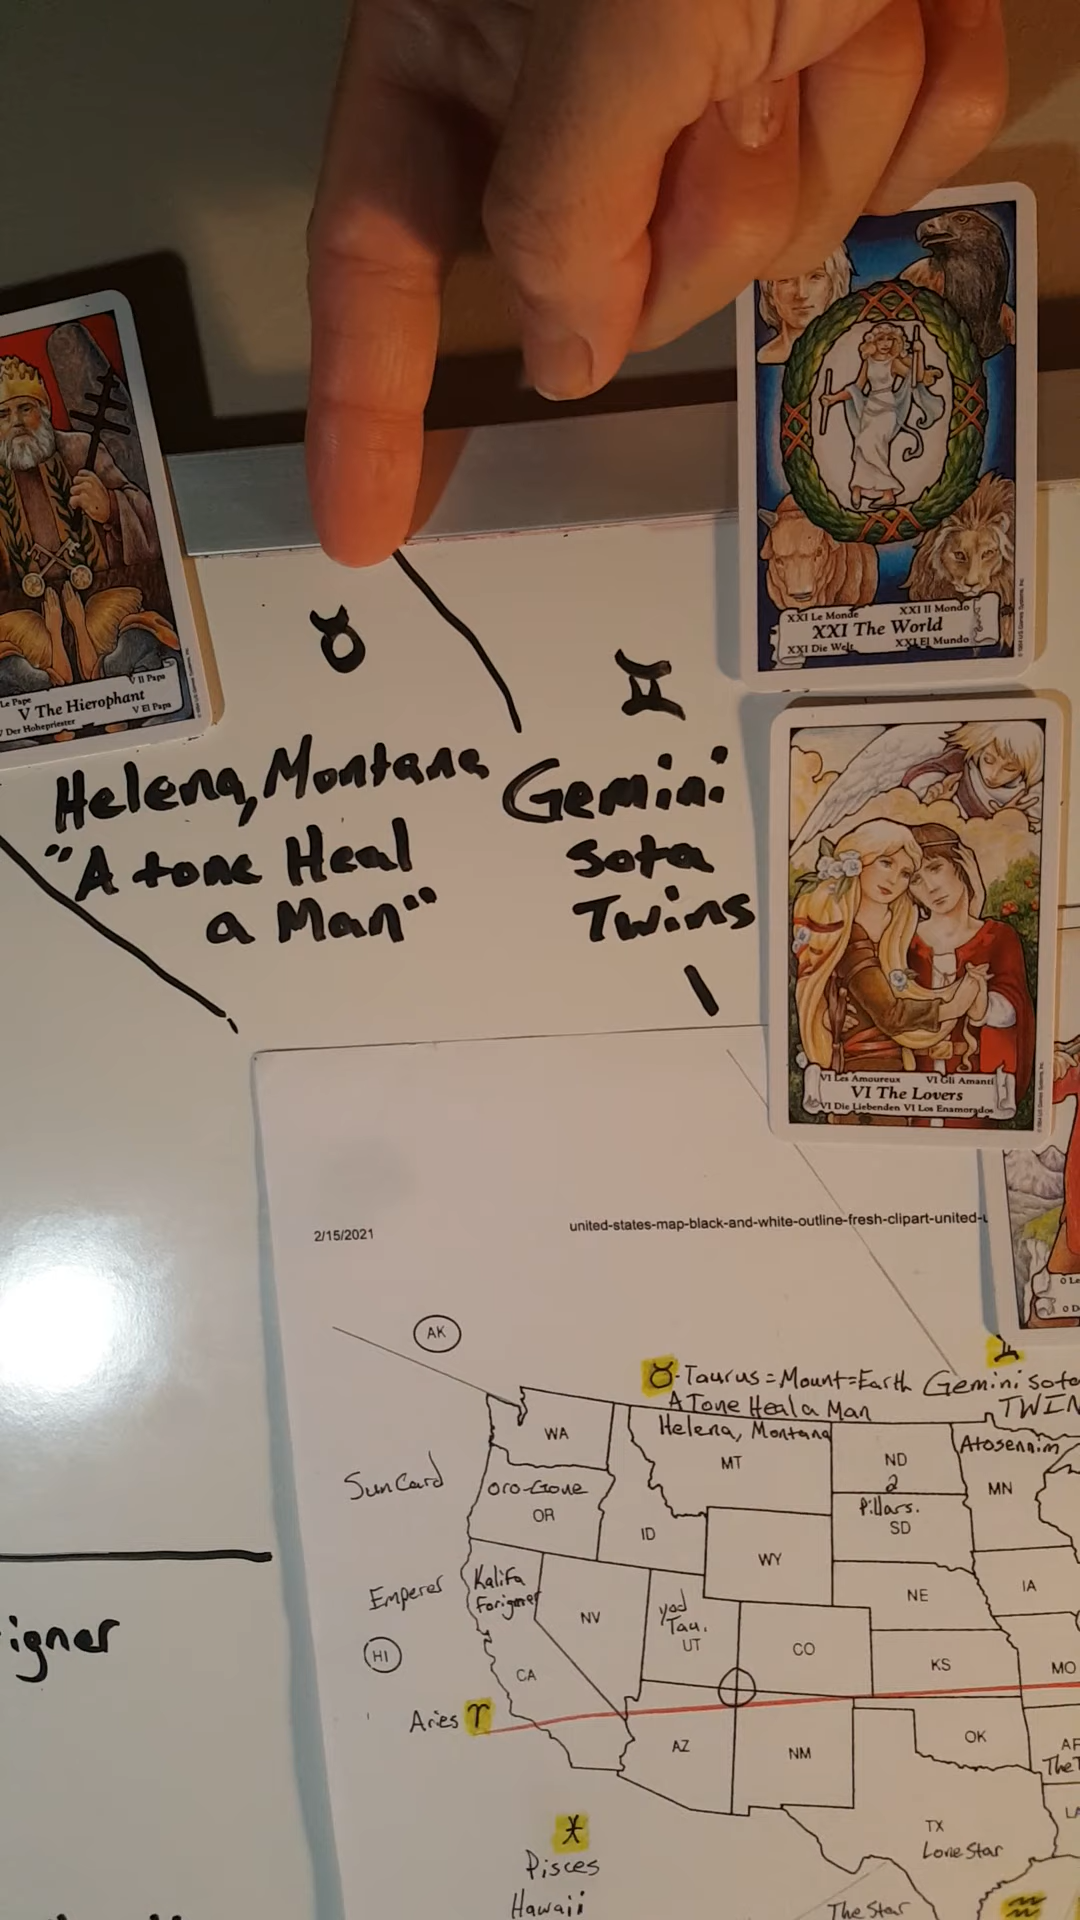 XXI Le Monde XXI Il Mondo
XXI The World
XXI Die Welt XXI El Mundo
Le Pape V Il Papa
V The Hierophant
V Der Hohepriester V El Papa
♉
♊
Helena, Montana
"A tone Heal
a Man"
Gemini
sota
Twins
VI Les Amoureux VI Gli Amanti
VI The Lovers
VI Die Liebenden VI Los Enamorados
2/15/2021
united-states-map-black-and-white-outline-fresh-clipart-united-
AK
♉-Taurus = Mount=Earth
A Tone Heal a Man
Helena, Montana
♊
Gemini sota
TWIN
Atosennim
WA
MT
ND
2
Pillars.
SD
MN
Sun Card
Oro-Gone
OR
ID
WY
IA
Emperer
Kalifa
Forigner
NV
yod
Tau.
UT
NE
CO
KS
MO
HI
CA
igner
Aries ♈
AZ
NM
OK
The
TX
Lone Star
♓
Pisces
Hawaii
The Star
♒